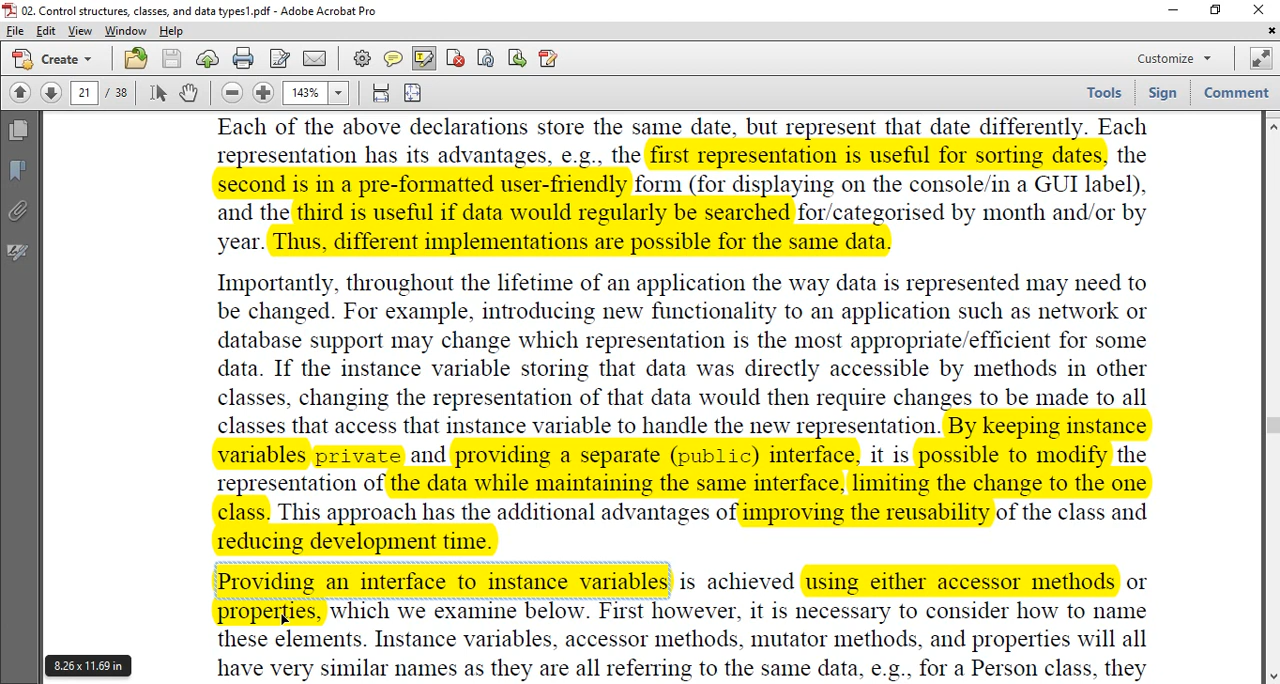 02. Control structures, classes, and data types1.pdf - Adobe Acrobat Pro
File Edit View Window Help
Create Customize
21 / 38 143% Tools Sign Comment
Each of the above declarations store the same date, but represent that date differently. Each
representation has its advantages, e.g., the first representation is useful for sorting dates, the
second is in a pre-formatted user-friendly form (for displaying on the console/in a GUI label),
and the third is useful if data would regularly be searched for/categorised by month and/or by
year. Thus, different implementations are possible for the same data.
Importantly, throughout the lifetime of an application the way data is represented may need to
be changed. For example, introducing new functionality to an application such as network or
database support may change which representation is the most appropriate/efficient for some
data. If the instance variable storing that data was directly accessible by methods in other
classes, changing the representation of that data would then require changes to be made to all
classes that access that instance variable to handle the new representation. By keeping instance
variables private and providing a separate (public) interface, it is possible to modify the
representation of the data while maintaining the same interface, limiting the change to the one
class. This approach has the additional advantages of improving the reusability of the class and
reducing development time.
Providing an interface to instance variables is achieved using either accessor methods or
properties, which we examine below. First however, it is necessary to consider how to name
these elements. Instance variables, accessor methods, mutator methods, and properties will all
have very similar names as they are all referring to the same data, e.g., for a Person class, they
8.26 x 11.69 in